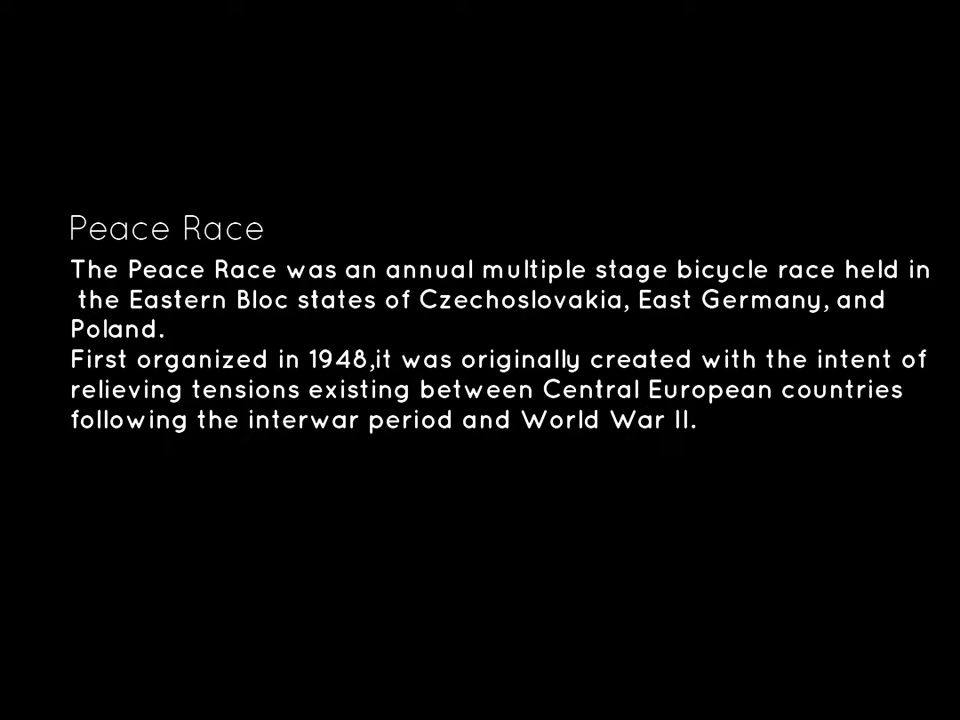 Peace Race
The Peace Race was an annual multiple stage bicycle race held in
the Eastern Bloc states of Czechoslovakia, East Germany, and
Poland.
First organized in 1948,it was originally created with the intent of
relieving tensions existing between Central European countries
following the interwar period and World War II.